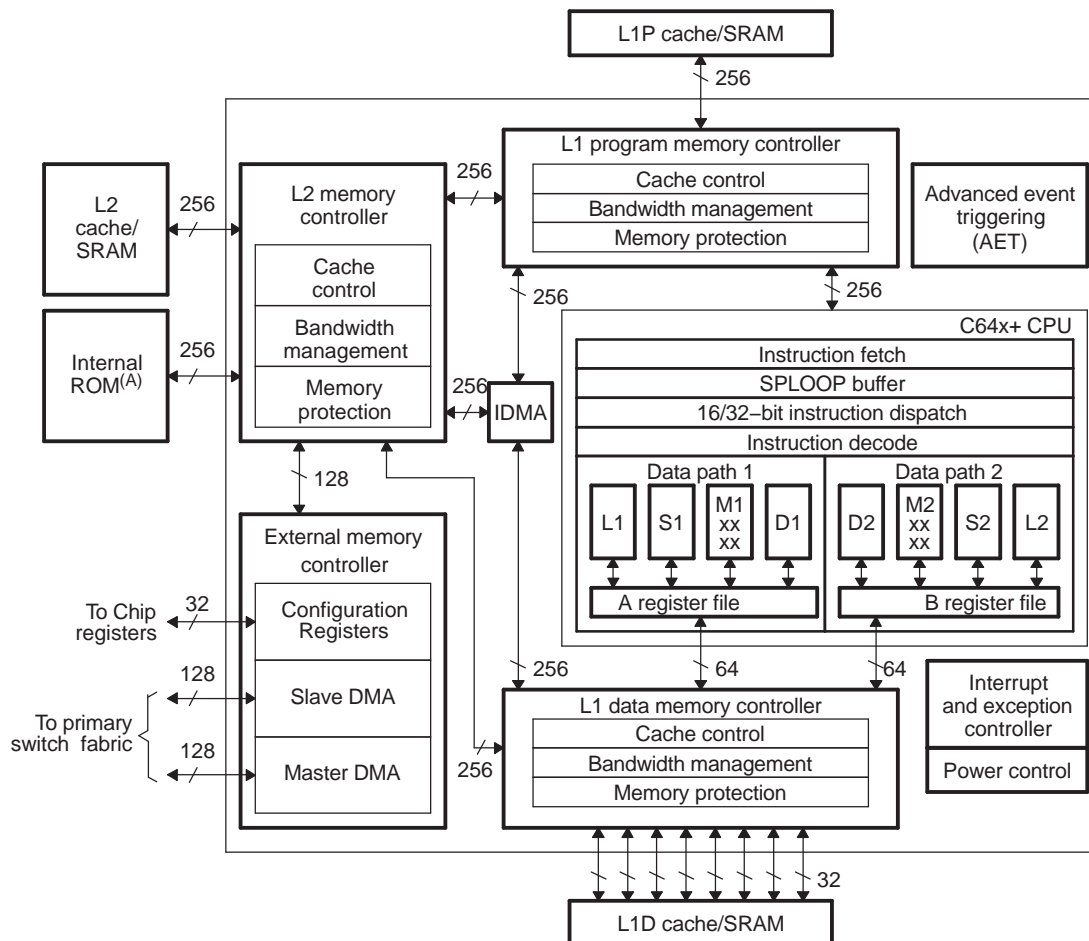 L1P cache/SRAM
256
L1 program memory controller
Cache control
Bandwidth management
Memory protection
Advanced event
triggering
(AET)
L2
cache/
SRAM
256
L2 memory
controller
256
Cache
control
Bandwidth
management
Memory
protection
Internal
ROM(A)
256
256
256
256
IDMA
C64x+ CPU
Instruction fetch
SPLOOP buffer
16/32–bit instruction dispatch
Instruction decode
Data path 1
Data path 2
L1
S1
M1
xx
xx
D1
D2
M2
xx
xx
S2
L2
A register file
B register file
128
External memory
controller
Configuration
Registers
Slave DMA
Master DMA
To Chip
registers
32
128
To primary
switch fabric
128
256
64
64
256
L1 data memory controller
Cache control
Bandwidth management
Memory protection
Interrupt
and exception
controller
Power control
32
L1D cache/SRAM